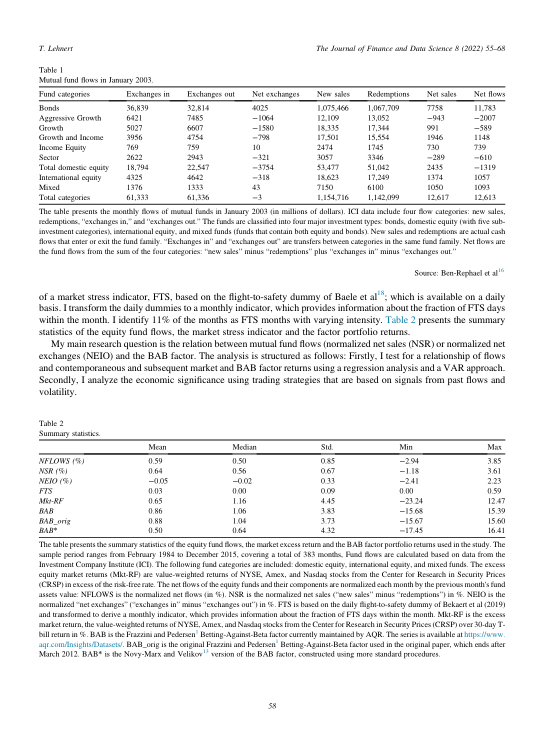 T. Lehnert The Journal of Finance and Data Science 8 (2022) 55–68
Table 1
Mutual fund flows in January 2003.
Fund categories Exchanges in Exchanges out Net exchanges New sales Redemptions Net sales Net flows
Bonds 36,839 32,814 4025 1,075,466 1,067,709 7758 11,783
Aggressive Growth 6421 7485 −1064 12,109 13,052 −943 −2007
Growth 5027 6607 −1580 18,335 17,344 991 −589
Growth and Income 3956 4754 −798 17,501 15,554 1946 1148
Income Equity 769 759 10 2474 1745 730 739
Sector 2622 2943 −321 3057 3346 −289 −610
Total domestic equity 18,794 22,547 −3754 53,477 51,042 2435 −1319
International equity 4325 4642 −318 18,623 17,249 1374 1057
Mixed 1376 1333 43 7150 6100 1050 1093
Total categories 61,333 61,336 −3 1,154,716 1,142,099 12,617 12,613
The table presents the monthly flows of mutual funds in January 2003 (in millions of dollars). ICI data include four flow categories: new sales,
redemptions, “exchanges in,” and “exchanges out.” The funds are classified into four major investment types: bonds, domestic equity (with five sub-
investment categories), international equity, and mixed funds (funds that contain both equity and bonds). New sales and redemptions are actual cash
flows that enter or exit the fund family. “Exchanges in” and “exchanges out” are transfers between categories in the same fund family. Net flows are
the fund flows from the sum of the four categories: “new sales” minus “redemptions” plus “exchanges in” minus “exchanges out.”
Source: Ben-Rephael et al16
of a market stress indicator, FTS, based on the flight-to-safety dummy of Baele et al18; which is available on a daily
basis. I transform the daily dummies to a monthly indicator, which provides information about the fraction of FTS days
within the month. I identify 11% of the months as FTS months with varying intensity. Table 2 presents the summary
statistics of the equity fund flows, the market stress indicator and the factor portfolio returns.
My main research question is the relation between mutual fund flows (normalized net sales (NSR) or normalized net
exchanges (NEIO) and the BAB factor. The analysis is structured as follows: Firstly, I test for a relationship of flows
and contemporaneous and subsequent market and BAB factor returns using a regression analysis and a VAR approach.
Secondly, I analyze the economic significance using trading strategies that are based on signals from past flows and
volatility.
Table 2
Summary statistics.
Mean Median Std. Min Max
NFLOWS (%) 0.59 0.50 0.85 −2.94 3.85
NSR (%) 0.64 0.56 0.67 −1.18 3.61
NEIO (%) −0.05 −0.02 0.33 −2.41 2.23
FTS 0.03 0.00 0.09 0.00 0.59
Mkt-RF 0.65 1.16 4.45 −23.24 12.47
BAB 0.86 1.06 3.83 −15.68 15.39
BAB_orig 0.88 1.04 3.73 −15.67 15.60
BAB* 0.50 0.64 4.32 −17.45 16.41
The table presents the summary statistics of the equity fund flows, the market excess return and the BAB factor portfolio returns used in the study. The
sample period ranges from February 1984 to December 2015, covering a total of 383 months, Fund flows are calculated based on data from the
Investment Company Institute (ICI). The following fund categories are included: domestic equity, international equity, and mixed funds. The excess
equity market returns (Mkt-RF) are value-weighted returns of NYSE, Amex, and Nasdaq stocks from the Center for Research in Security Prices
(CRSP) in excess of the risk-free rate. The net flows of the equity funds and their components are normalized each month by the previous month's fund
assets value: NFLOWS is the normalized net flows (in %). NSR is the normalized net sales (“new sales” minus “redemptions”) in %. NEIO is the
normalized “net exchanges” (“exchanges in” minus “exchanges out”) in %. FTS is based on the daily flight-to-safety dummy of Bekaert et al (2019)
and transformed to derive a monthly indicator, which provides information about the fraction of FTS days within the month. Mkt-RF is the excess
market return, the value-weighted returns of NYSE, Amex, and Nasdaq stocks from the Center for Research in Security Prices (CRSP) over 30-day T-
bill return in %. BAB is the Frazzini and Pedersen1 Betting-Against-Beta factor currently maintained by AQR. The series is available at https://www.
aqr.com/Insights/Datasets/. BAB_orig is the original Frazzini and Pedersen1 Betting-Against-Beta factor used in the original paper, which ends after
March 2012. BAB* is the Novy-Marx and Velikov13 version of the BAB factor, constructed using more standard procedures.
58